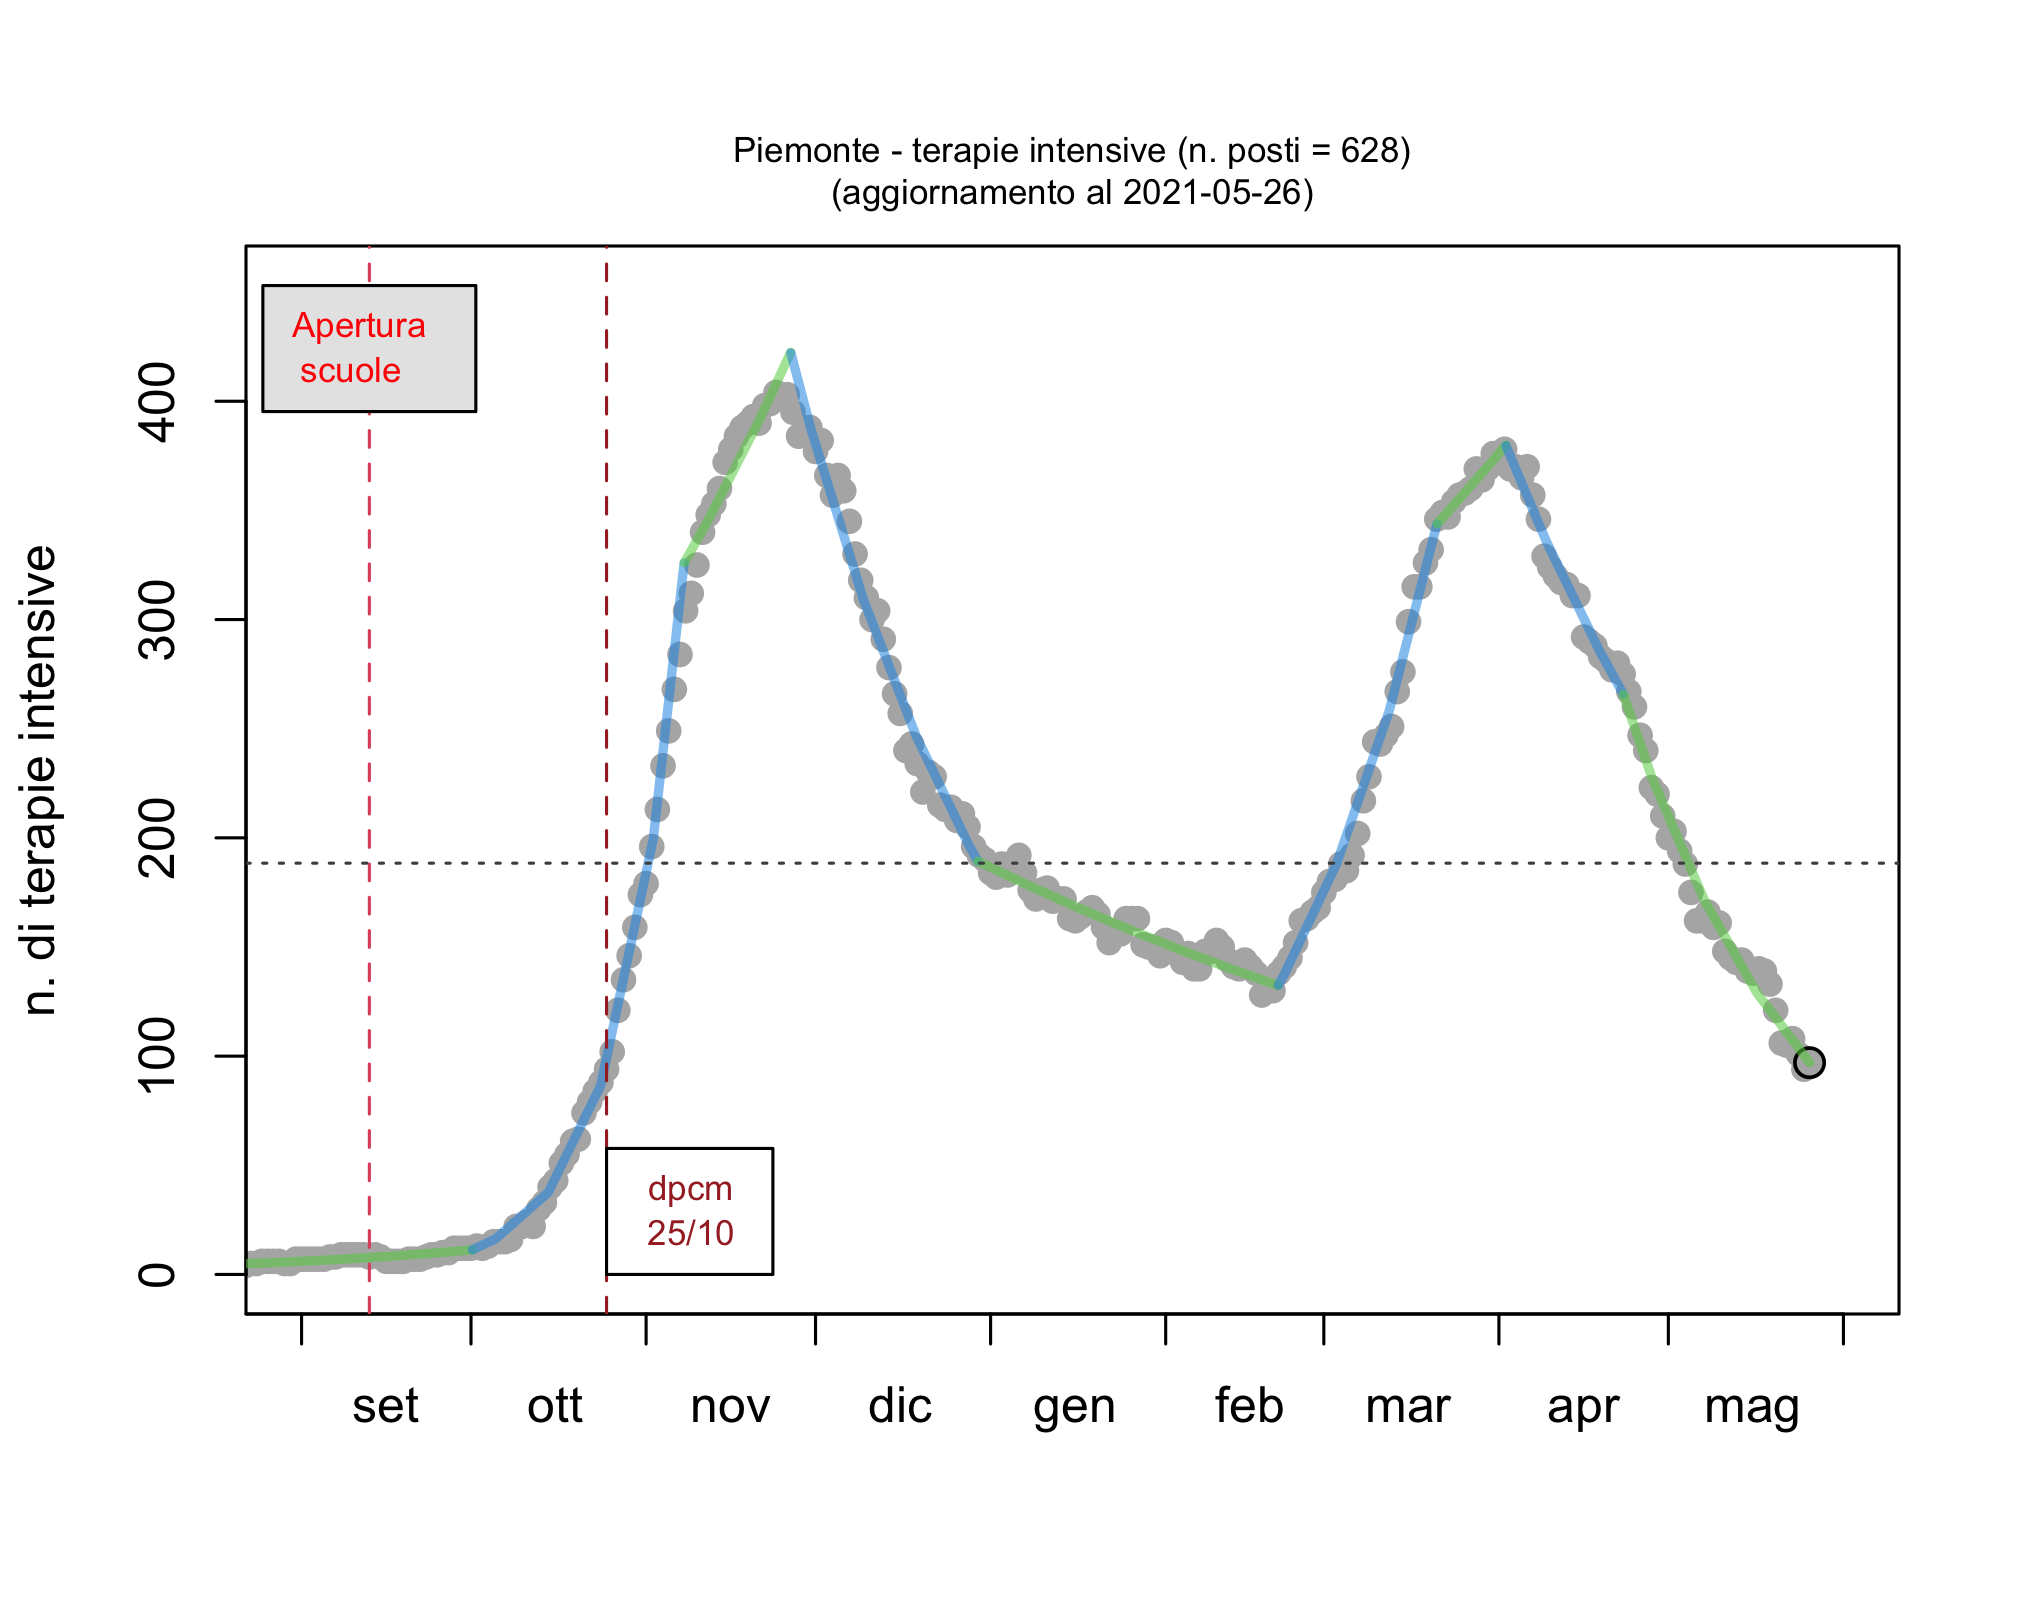 Piemonte - terapie intensive (n. posti = 628)
(aggiornamento al 2021-05-26)
Apertura
scuole
n. di terapie intensive
400
300
200
100
0
dpcm
25/10
set ott nov dic gen feb mar apr mag